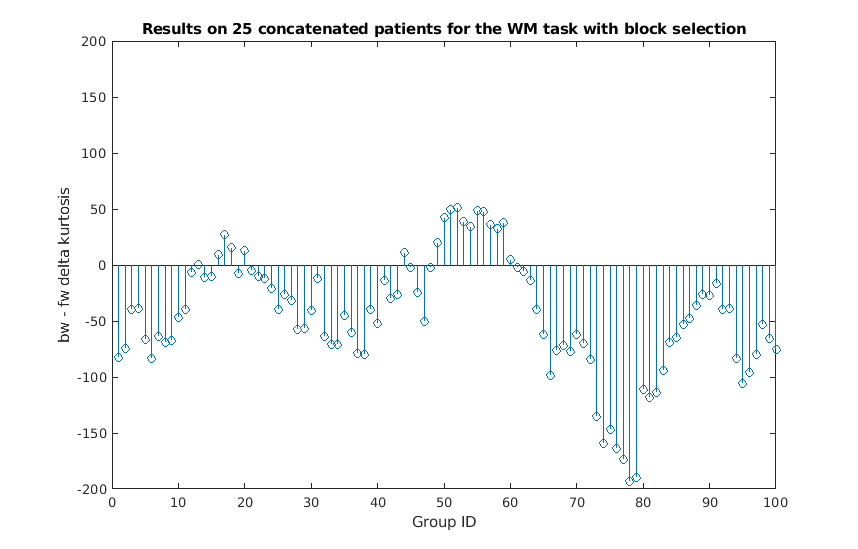 Results on 25 concatenated patients for the WM task with block selection
200
150
100
50
0
-50
-100
-150
-200
bw - fw delta kurtosis
0 10 20 30 40 50 60 70 80 90 100
Group ID